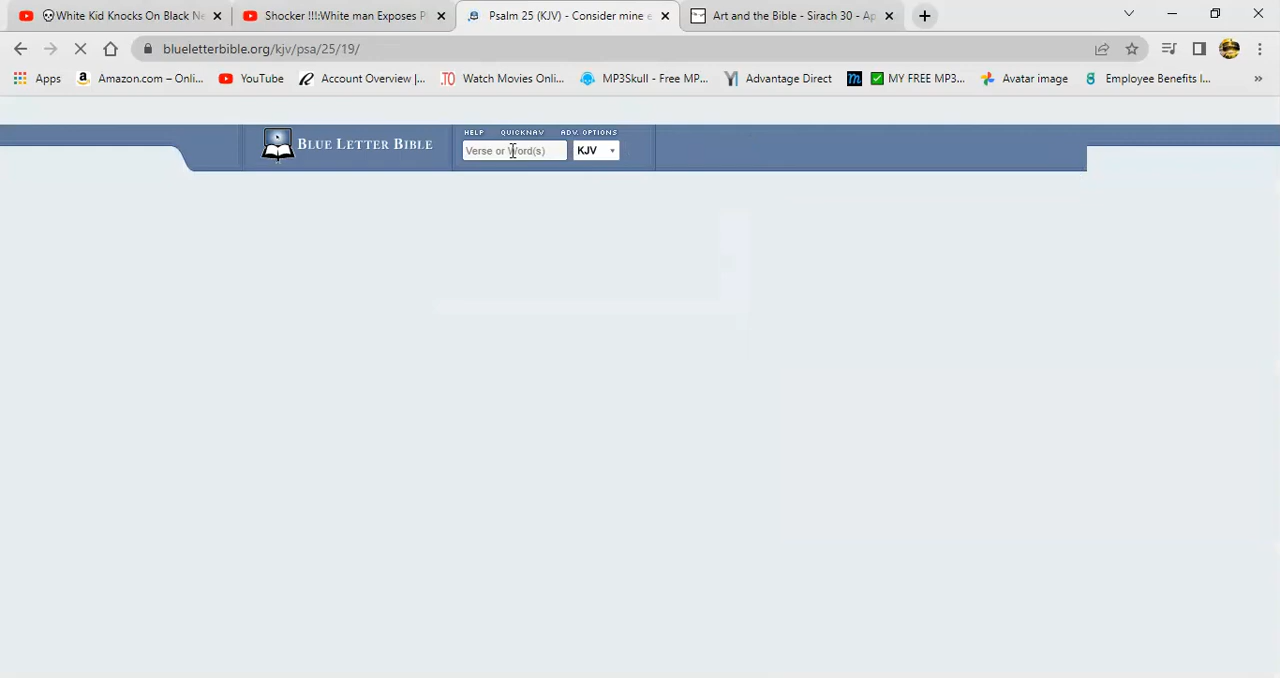 💀White Kid Knocks On Black Ne
Shocker !!!:White man Exposes P
Psalm 25 (KJV) - Consider mine e
Art and the Bible - Sirach 30 - Ap
blueletterbible.org/kjv/psa/25/19/
Apps
Amazon.com – Onli...
YouTube
Account Overview |...
.TO Watch Movies Onli...
MP3Skull - Free MP...
Advantage Direct
m ✅ MY FREE MP3...
Avatar image
Employee Benefits I...
»
HELP QUICKNAV ADV. OPTIONS
BLUE LETTER BIBLE
Verse or Word(s) KJV